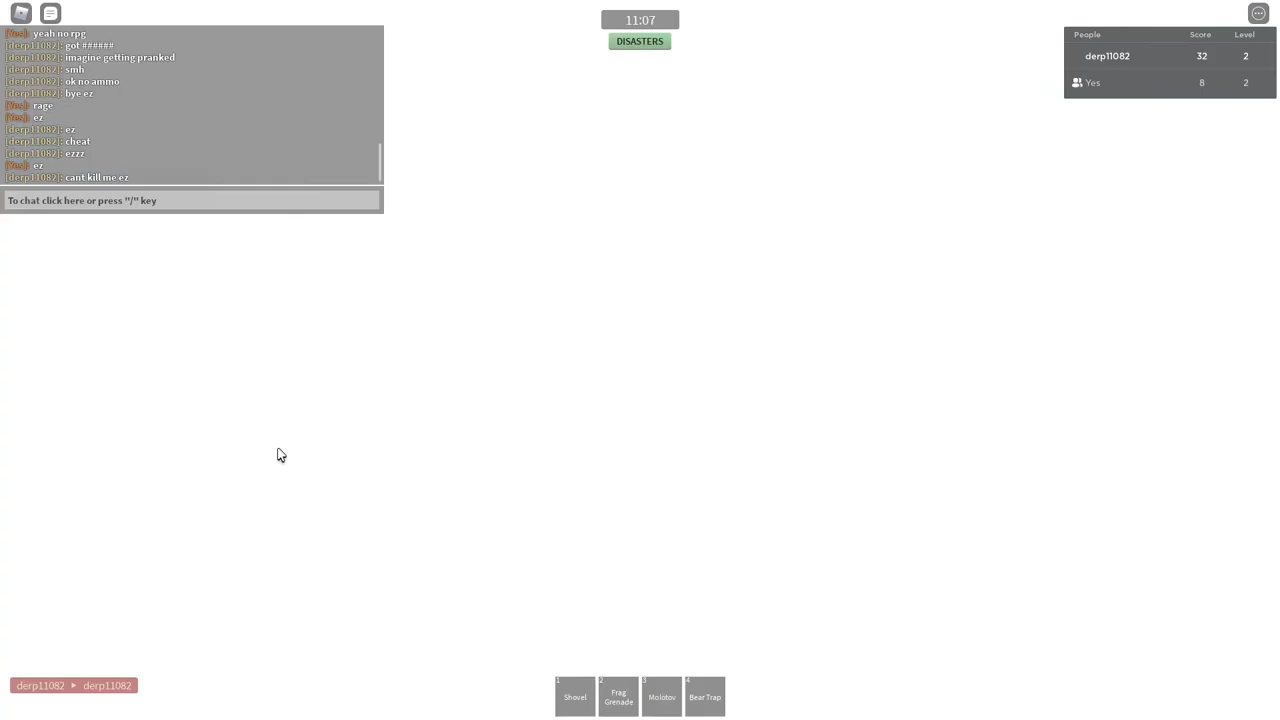 11:07
DISASTERS
[Yes]: yeah no rpg
[derp11082]: got ######
[derp11082]: imagine getting pranked
[derp11082]: smh
[derp11082]: ok no ammo
[derp11082]: bye ez
[Yes]: rage
[Yes]: ez
[derp11082]: ez
[derp11082]: cheat
[derp11082]: ezzz
[Yes]: ez
[derp11082]: cant kill me ez
To chat click here or press "/" key
People Score Level
derp11082 32 2
Yes 8 2
derp11082 ▸ derp11082
1
Shovel
2
Frag
Grenade
3
Molotov
4
Bear Trap